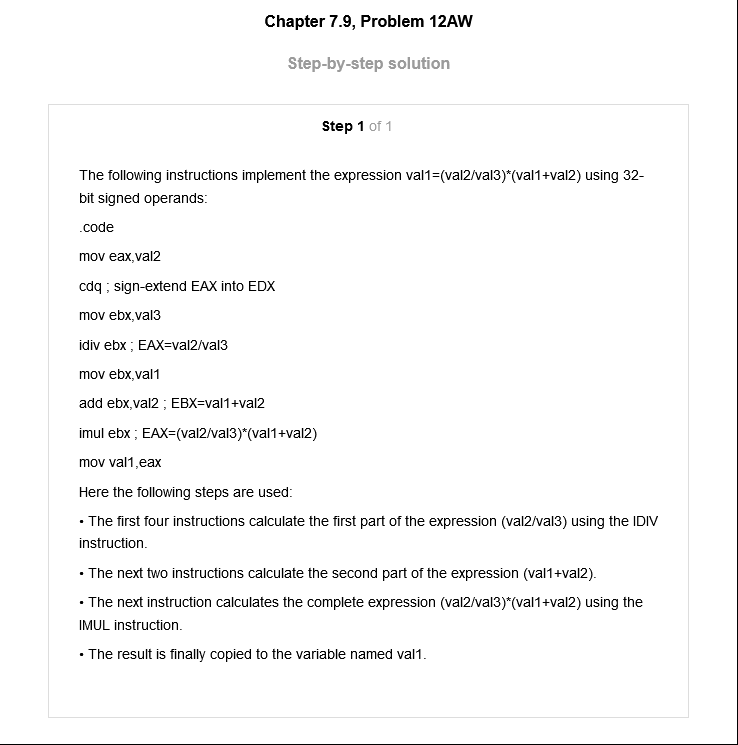 Chapter 7.9, Problem 12AW
Step-by-step solution
Step 1 of 1
The following instructions implement the expression val1=(val2/val3)*(val1+val2) using 32-
bit signed operands:
.code
mov eax,val2
cdq ; sign-extend EAX into EDX
mov ebx,val3
idiv ebx ; EAX=val2/val3
mov ebx,val1
add ebx,val2 ; EBX=val1+val2
imul ebx ; EAX=(val2/val3)*(val1+val2)
mov val1,eax
Here the following steps are used:
• The first four instructions calculate the first part of the expression (val2/val3) using the IDIV
instruction.
• The next two instructions calculate the second part of the expression (val1+val2).
• The next instruction calculates the complete expression (val2/val3)*(val1+val2) using the
IMUL instruction.
• The result is finally copied to the variable named val1.